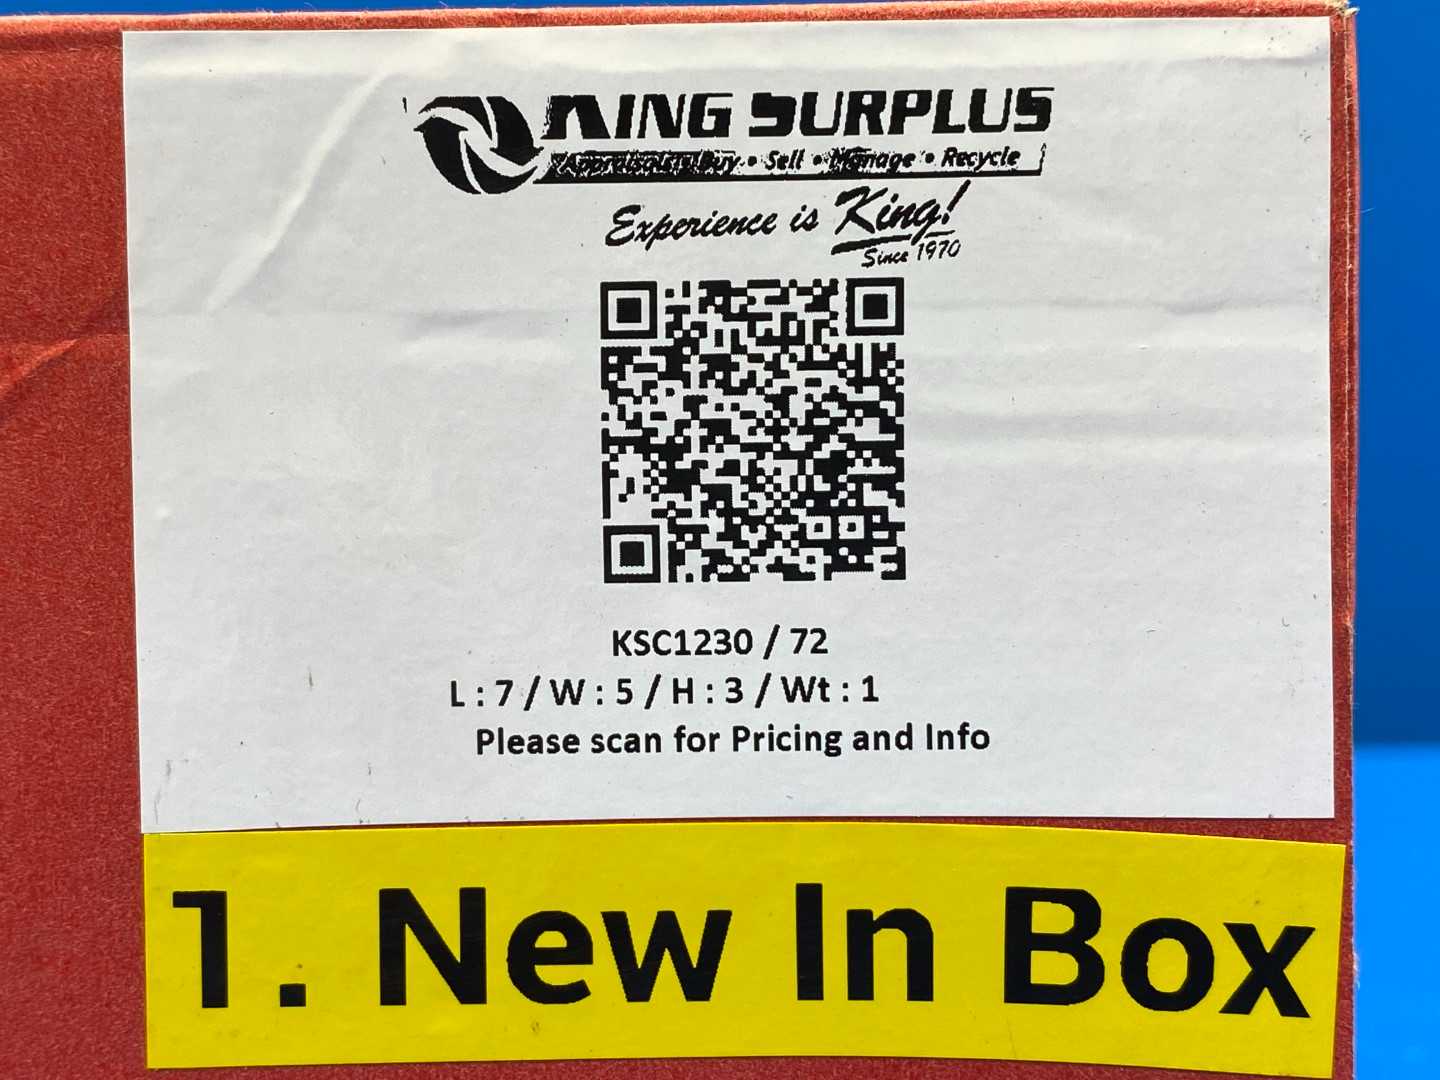 KING SURPLUS
Appraisals • Buy • Sell • Manage • Recycle
Experience is King!
Since 1970
KSC1230 / 72
L : 7 / W : 5 / H : 3 / Wt : 1
Please scan for Pricing and Info
1. New In Box